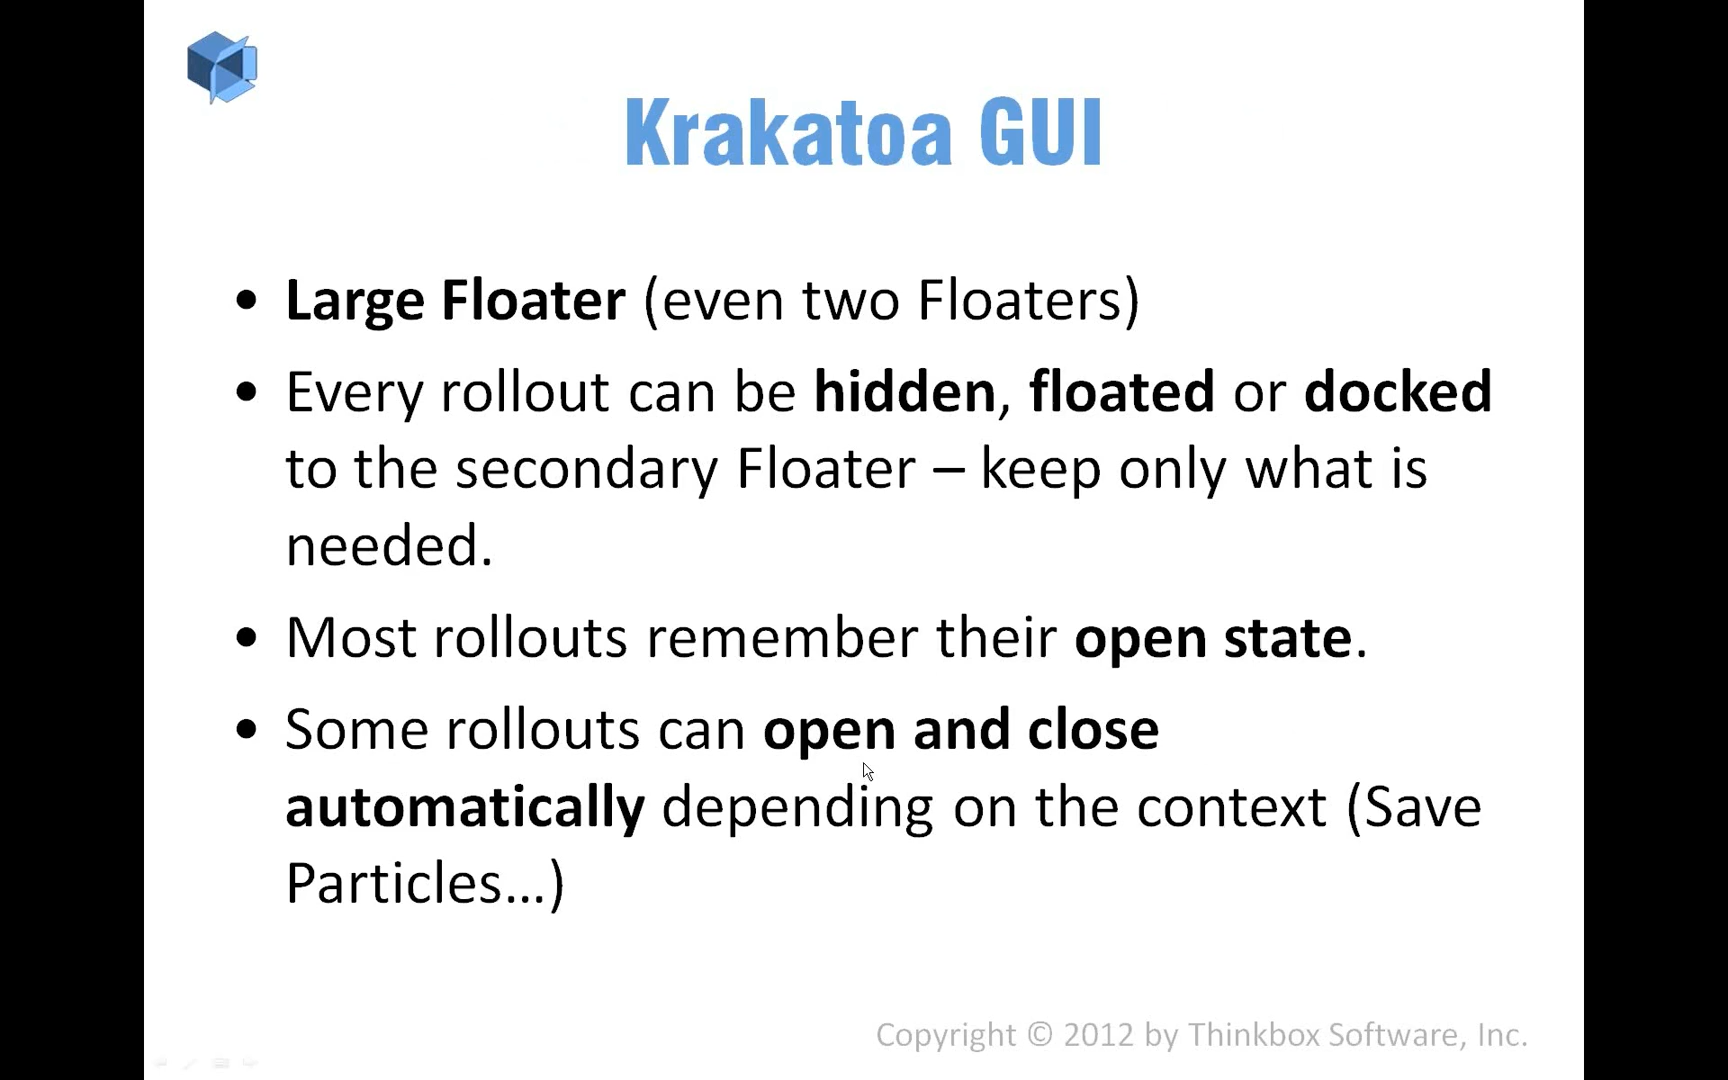 Krakatoa GUI
• Large Floater (even two Floaters)
• Every rollout can be hidden, floated or docked
to the secondary Floater – keep only what is
needed.
• Most rollouts remember their open state.
• Some rollouts can open and close
automatically depending on the context (Save
Particles…)
Copyright © 2012 by Thinkbox Software, Inc.